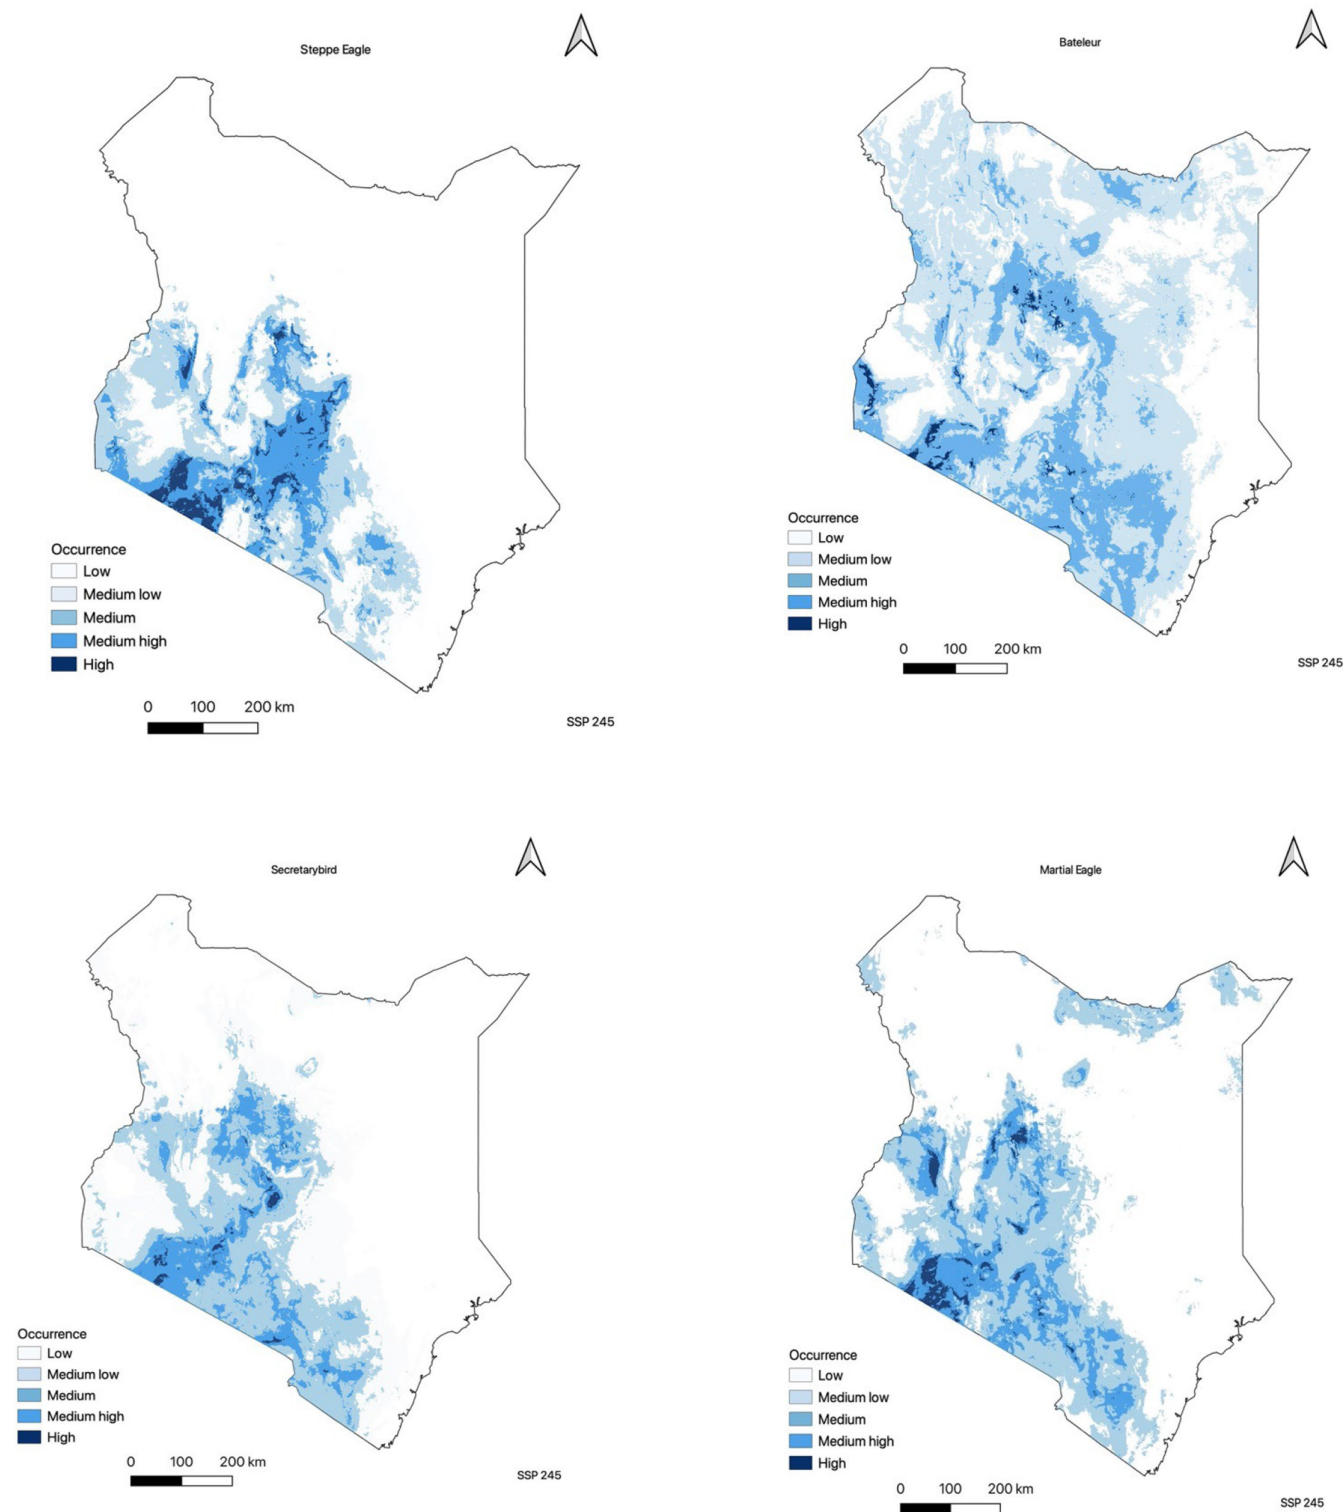 Steppe Eagle
Occurrence
Low
Medium low
Medium
Medium high
High
0 100 200 km
SSP 245
Bateleur
Occurrence
Low
Medium low
Medium
Medium high
High
0 100 200 km
SSP 245
Secretarybird
Occurrence
Low
Medium low
Medium
Medium high
High
0 100 200 km
SSP 245
Martial Eagle
Occurrence
Low
Medium low
Medium
Medium high
High
0 100 200 km
SSP 245